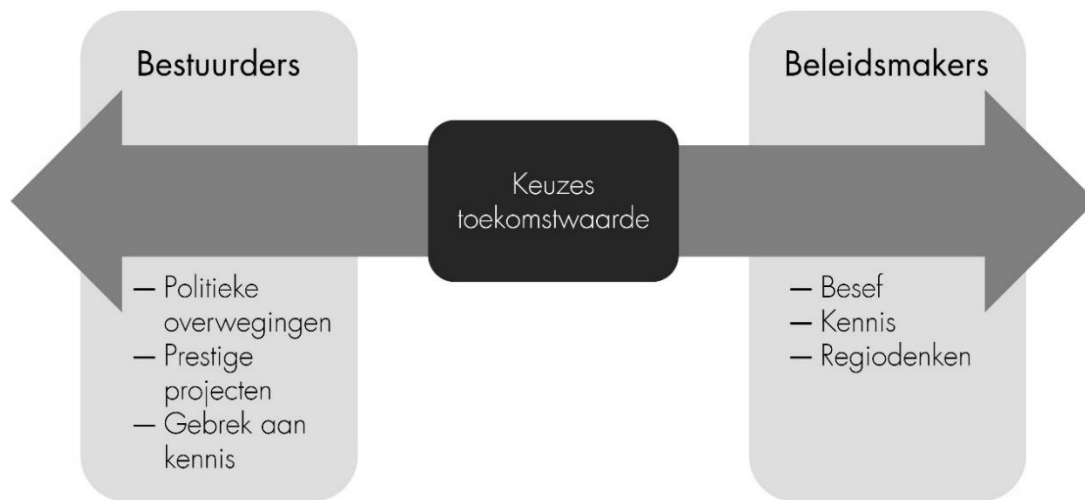 Bestuurders
— Politieke
overwegingen
— Prestige
projecten
— Gebrek aan
kennis
Keuzes
toekomstwaarde
Beleidsmakers
— Besef
— Kennis
— Regiodenken